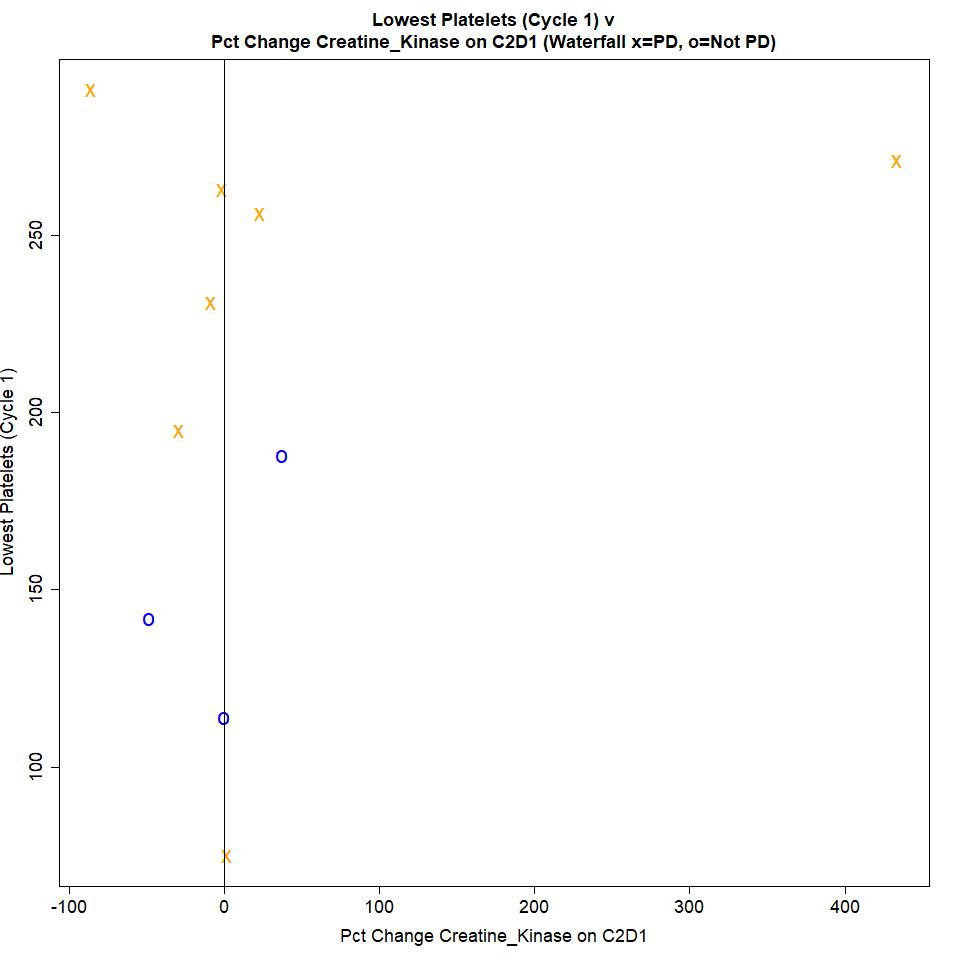 Lowest Platelets (Cycle 1) v
Pct Change Creatine_Kinase on C2D1 (Waterfall x=PD, o=Not PD)
X
X
X
X
X
X
O
O
O
X
250
200
150
100
Lowest Platelets (Cycle 1)
-100 0 100 200 300 400
Pct Change Creatine_Kinase on C2D1